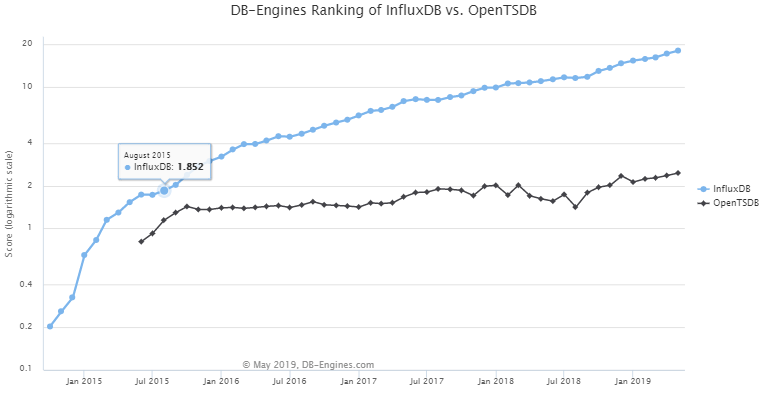 DB-Engines Ranking of InfluxDB vs. OpenTSDB
20
10
4
2
1
0.4
0.2
0.1
Score (logarithmic scale)
August 2015
InfluxDB: 1.852
InfluxDB
OpenTSDB
© May 2019, DB-Engines.com
Jan 2015
Jul 2015
Jan 2016
Jul 2016
Jan 2017
Jul 2017
Jan 2018
Jul 2018
Jan 2019